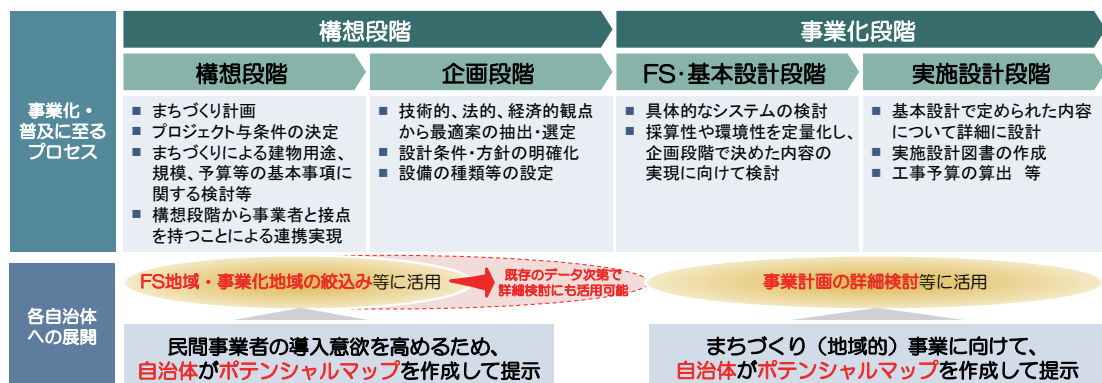 構想段階
事業化段階
構想段階
企画段階
FS・基本設計段階
実施設計段階
事業化・
普及に至る
プロセス
■ まちづくり計画
■ プロジェクト与条件の決定
■ まちづくりによる建物用途、
規模、予算等の基本事項に
関する検討等
■ 構想段階から事業者と接点
を持つことによる連携実現
■ 技術的、法的、経済的観点
から最適案の抽出・選定
■ 設計条件・方針の明確化
■ 設備の種類等の設定
■ 具体的なシステムの検討
■ 採算性や環境性を定量化し、
企画段階で決めた内容の
実現に向けて検討
■ 基本設計で定められた内容
について詳細に設計
■ 実施設計図書の作成
■ 工事予算の算出 等
各自治体
への展開
FS地域・事業化地域の絞込み等に活用
既存のデータ次第で
詳細検討にも活用可能
事業計画の詳細検討等に活用
民間事業者の導入意欲を高めるため、
自治体がポテンシャルマップを作成して提示
まちづくり（地域的）事業に向けて、
自治体がポテンシャルマップを作成して提示